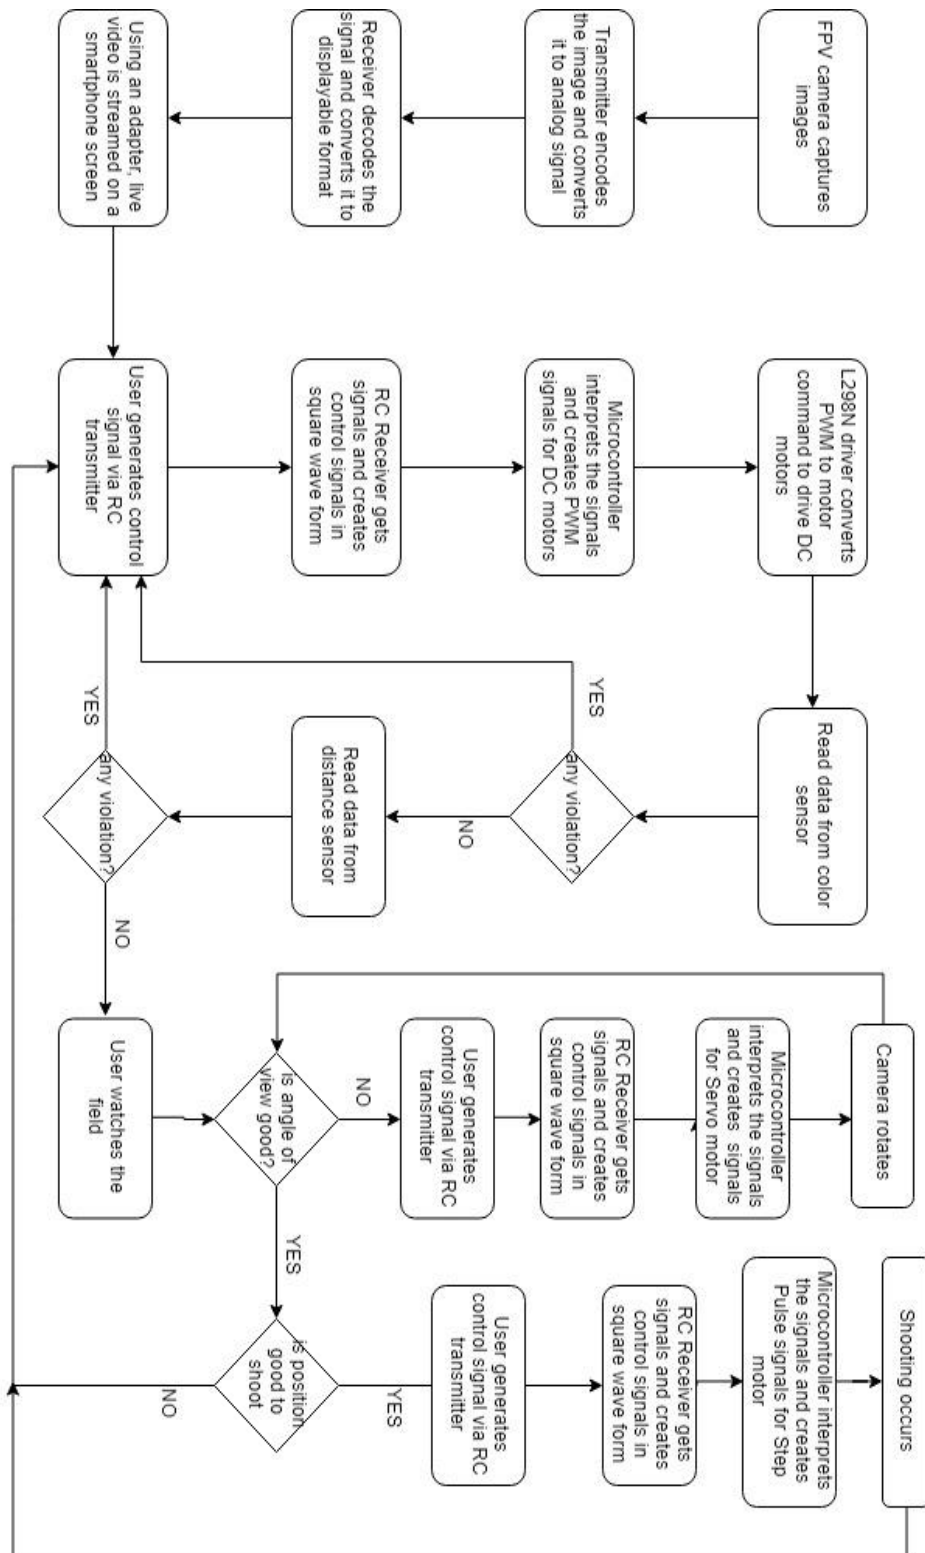 FPV camera captures
images
Transmitter encodes
the image and converts
it to analog signal
Receiver decodes the
signal and converts it to
displayable format
Using an adapter, live
video is streamed on a
smartphone screen
User generates control
signal via RC
transmitter
RC Receiver gets
signals and creates
control signals in
square wave form
Microcontroller
interprets the signals
and creates PWM
signals for DC motors
L298N driver converts
PWM to motor
command to drive DC
motors
Read data from color
sensor
any violation?
YES
NO
Read data from
distance sensor
any violation?
YES
NO
User watches the
field
is angle of
view good?
NO
User generates
control signal via RC
transmitter
RC Receiver gets
signals and creates
control signals in
square wave form
Microcontroller
interprets the signals
and creates signals
for Servo motor
Camera rotates
YES
is position
good to
shoot
NO
YES
User generates
control signal via RC
transmitter
RC Receiver gets
signals and creates
control signals in
square wave form
Microcontroller interprets
the signals and creates
Pulse signals for Step
motor
Shooting occurs